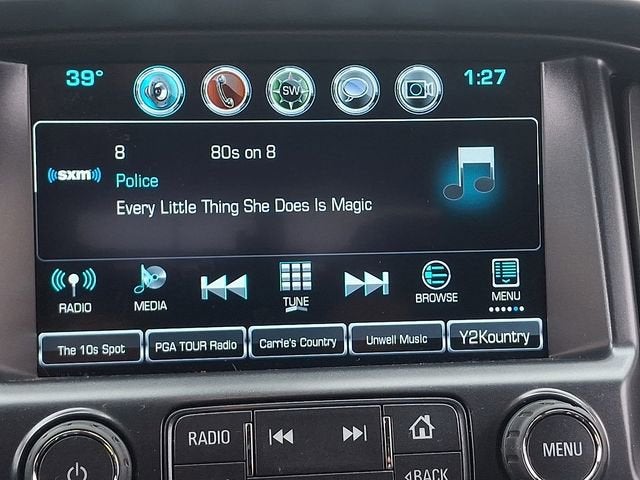 39° SW 1:27
8 80s on 8
((sxm))
Police
Every Little Thing She Does Is Magic
RADIO MEDIA TUNE BROWSE MENU
The 10s Spot PGA TOUR Radio Carrie's Country Unwell Music Y2Kountry
RADIO MENU
BACK